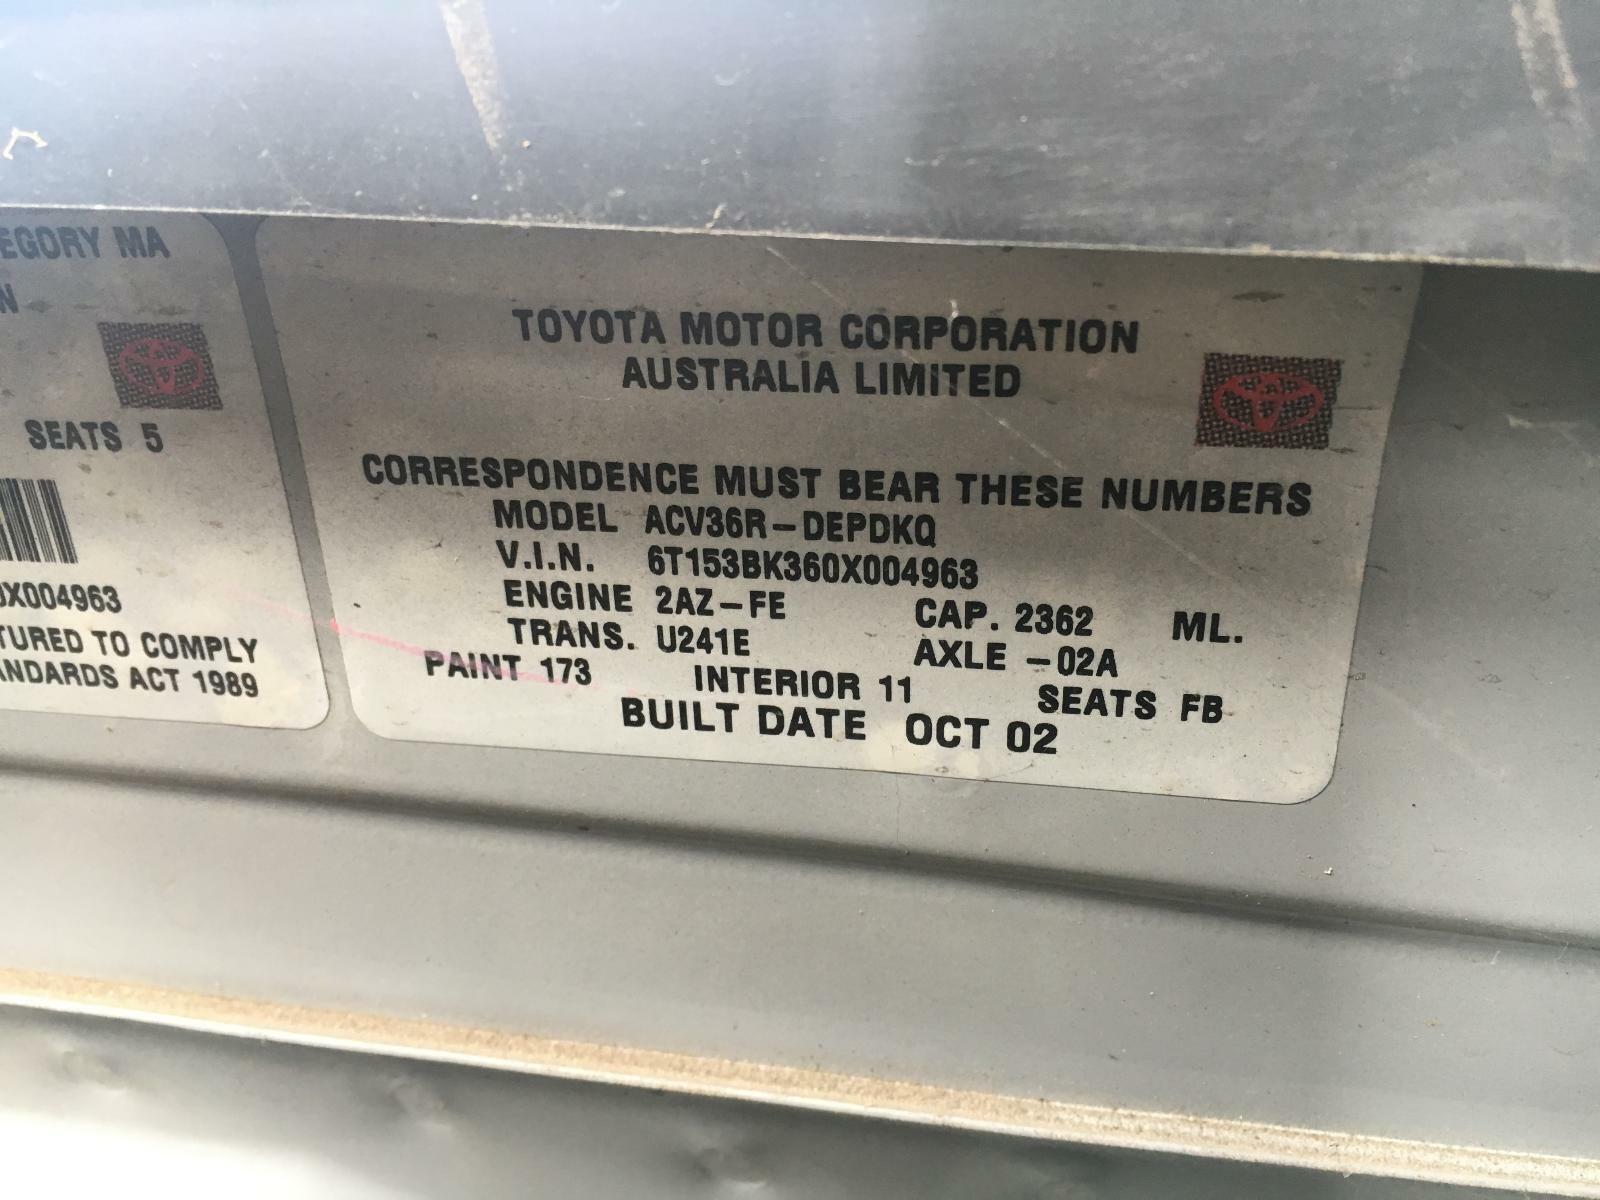 EGORY MA
N
SEATS 5
X004963
TURED TO COMPLY
NDARDS ACT 1989
TOYOTA MOTOR CORPORATION
AUSTRALIA LIMITED
CORRESPONDENCE MUST BEAR THESE NUMBERS
MODEL ACV36R-DEPDKQ
V.I.N. 6T153BK360X004963
ENGINE 2AZ-FE CAP. 2362 ML.
TRANS. U241E AXLE -02A
PAINT 173 INTERIOR 11 SEATS FB
BUILT DATE OCT 02